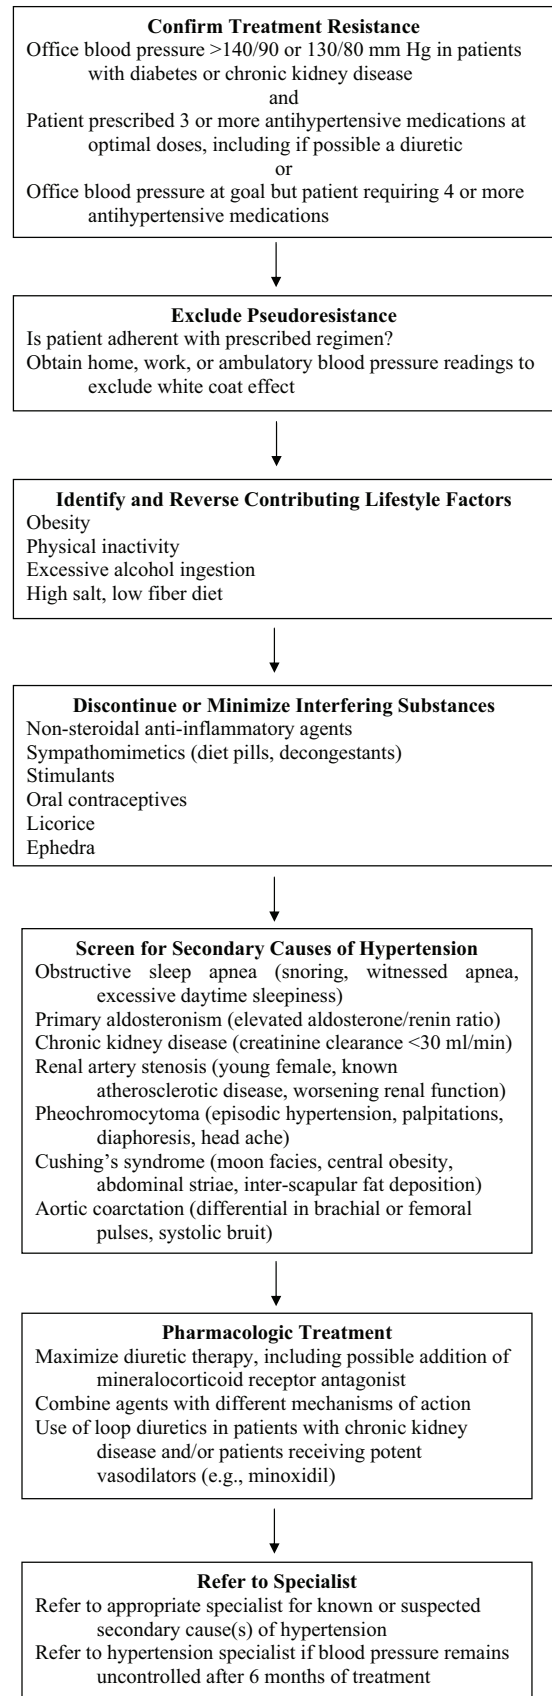 Confirm Treatment Resistance
Office blood pressure >140/90 or 130/80 mm Hg in patients
with diabetes or chronic kidney disease
and
Patient prescribed 3 or more antihypertensive medications at
optimal doses, including if possible a diuretic
or
Office blood pressure at goal but patient requiring 4 or more
antihypertensive medications
Exclude Pseudoresistance
Is patient adherent with prescribed regimen?
Obtain home, work, or ambulatory blood pressure readings to
exclude white coat effect
Identify and Reverse Contributing Lifestyle Factors
Obesity
Physical inactivity
Excessive alcohol ingestion
High salt, low fiber diet
Discontinue or Minimize Interfering Substances
Non-steroidal anti-inflammatory agents
Sympathomimetics (diet pills, decongestants)
Stimulants
Oral contraceptives
Licorice
Ephedra
Screen for Secondary Causes of Hypertension
Obstructive sleep apnea (snoring, witnessed apnea,
excessive daytime sleepiness)
Primary aldosteronism (elevated aldosterone/renin ratio)
Chronic kidney disease (creatinine clearance <30 ml/min)
Renal artery stenosis (young female, known
atherosclerotic disease, worsening renal function)
Pheochromocytoma (episodic hypertension, palpitations,
diaphoresis, head ache)
Cushing's syndrome (moon facies, central obesity,
abdominal striae, inter-scapular fat deposition)
Aortic coarctation (differential in brachial or femoral
pulses, systolic bruit)
Pharmacologic Treatment
Maximize diuretic therapy, including possible addition of
mineralocorticoid receptor antagonist
Combine agents with different mechanisms of action
Use of loop diuretics in patients with chronic kidney
disease and/or patients receiving potent
vasodilators (e.g., minoxidil)
Refer to Specialist
Refer to appropriate specialist for known or suspected
secondary cause(s) of hypertension
Refer to hypertension specialist if blood pressure remains
uncontrolled after 6 months of treatment